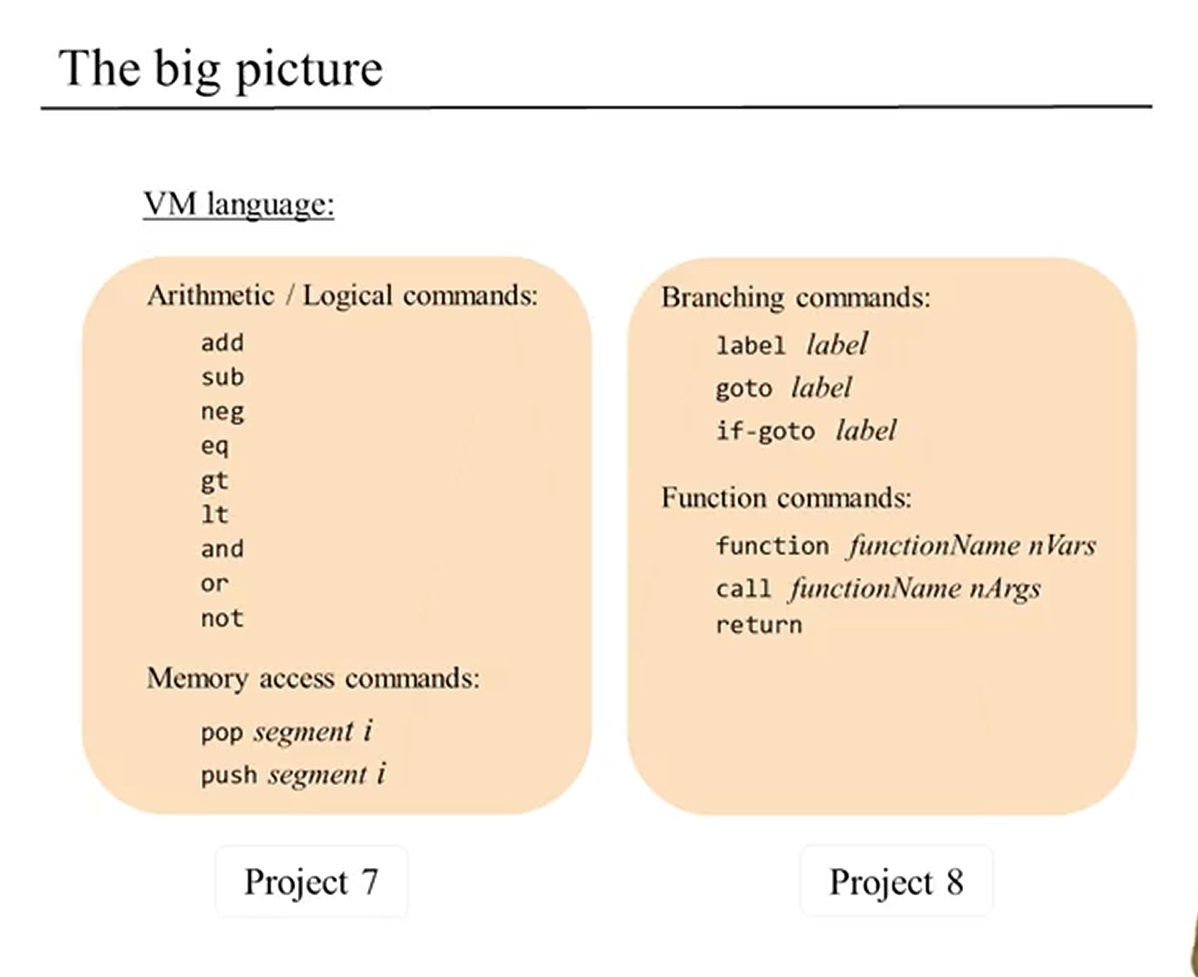 The big picture
VM language:
Arithmetic / Logical commands:
add
sub
neg
eq
gt
lt
and
or
not
Memory access commands:
pop segment i
push segment i
Project 7
Branching commands:
label label
goto label
if-goto label
Function commands:
function functionName nVars
call functionName nArgs
return
Project 8